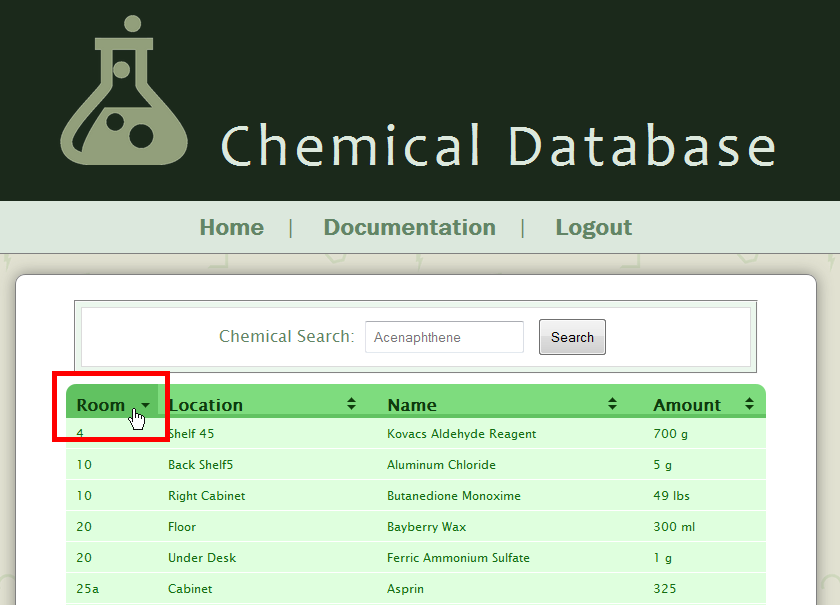 Chemical Database
Home | Documentation | Logout
Chemical Search: Acenaphthene Search
Room Location Name Amount
4 Shelf 45 Kovacs Aldehyde Reagent 700 g
10 Back Shelf5 Aluminum Chloride 5 g
10 Right Cabinet Butanedione Monoxime 49 lbs
20 Floor Bayberry Wax 300 ml
20 Under Desk Ferric Ammonium Sulfate 1 g
25a Cabinet Asprin 325